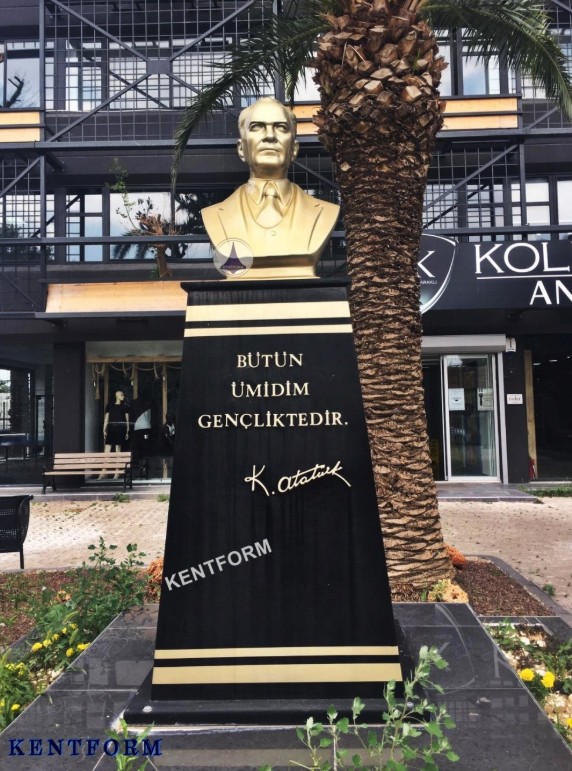 KOL
AN
BÜTÜN
ÜMİDİM
GENÇLİKTEDİR.
K. Atatürk
KENTFORM
KENTFORM